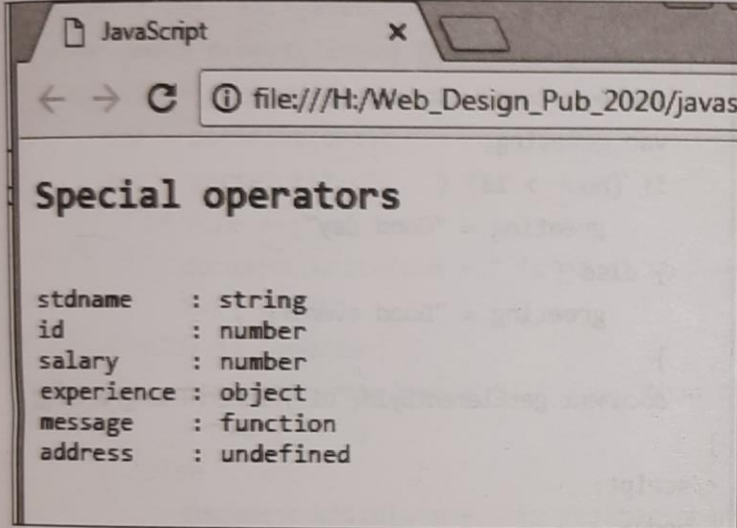 JavaScript
file:///H:/Web_Design_Pub_2020/javas
Special operators
stdname : string
id : number
salary : number
experience : object
message : function
address : undefined